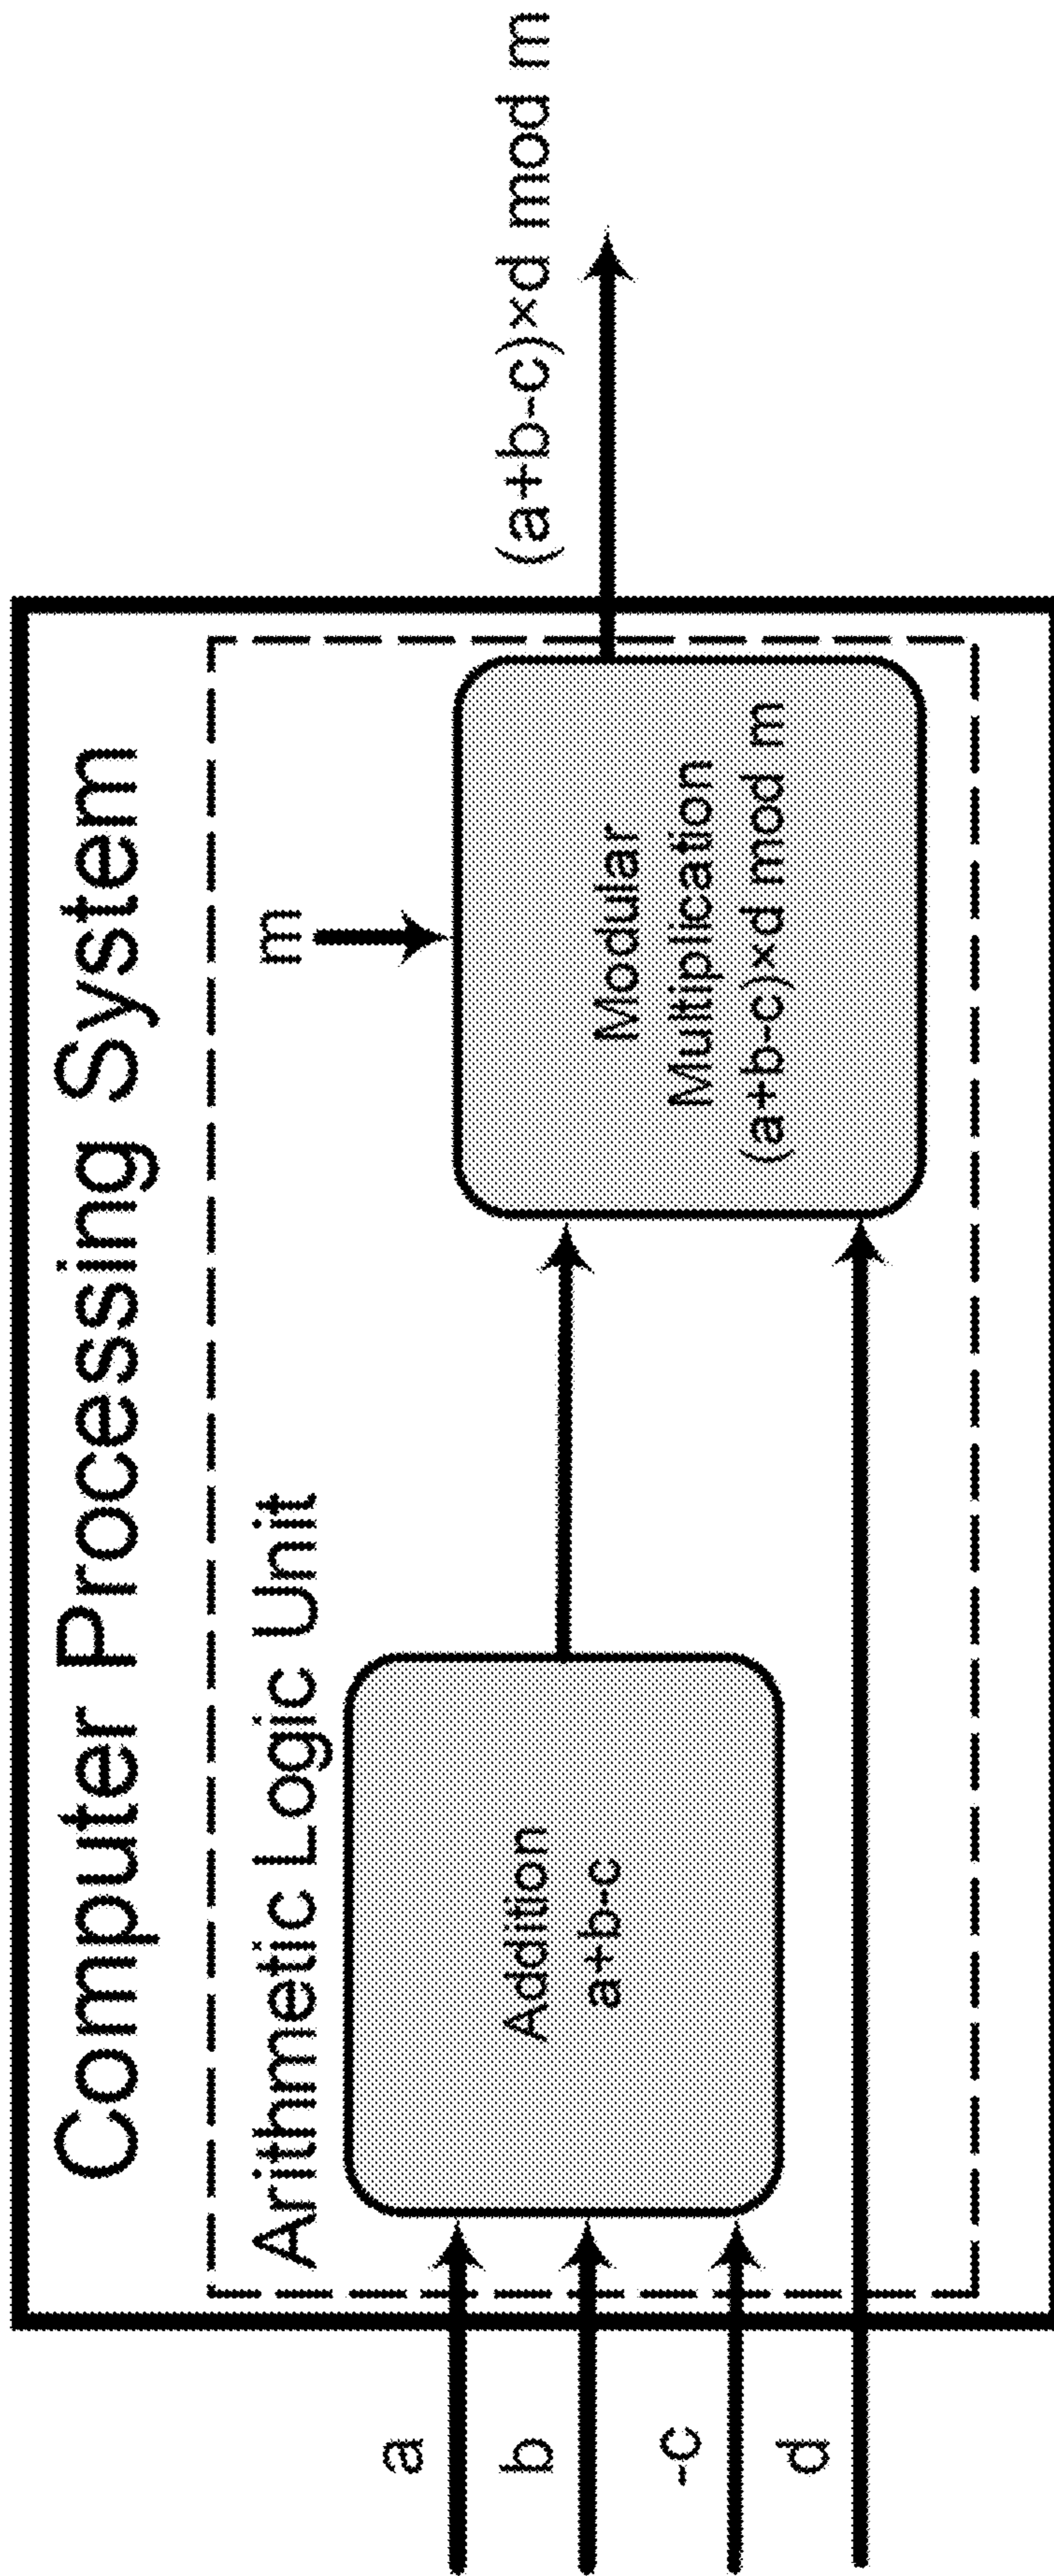 Computer Processing System
Arithmetic Logic Unit
a
b
-c
d
Addition
a+b-c
m
Modular
Multiplication
(a+b-c)×d mod m
(a+b-c)×d mod m